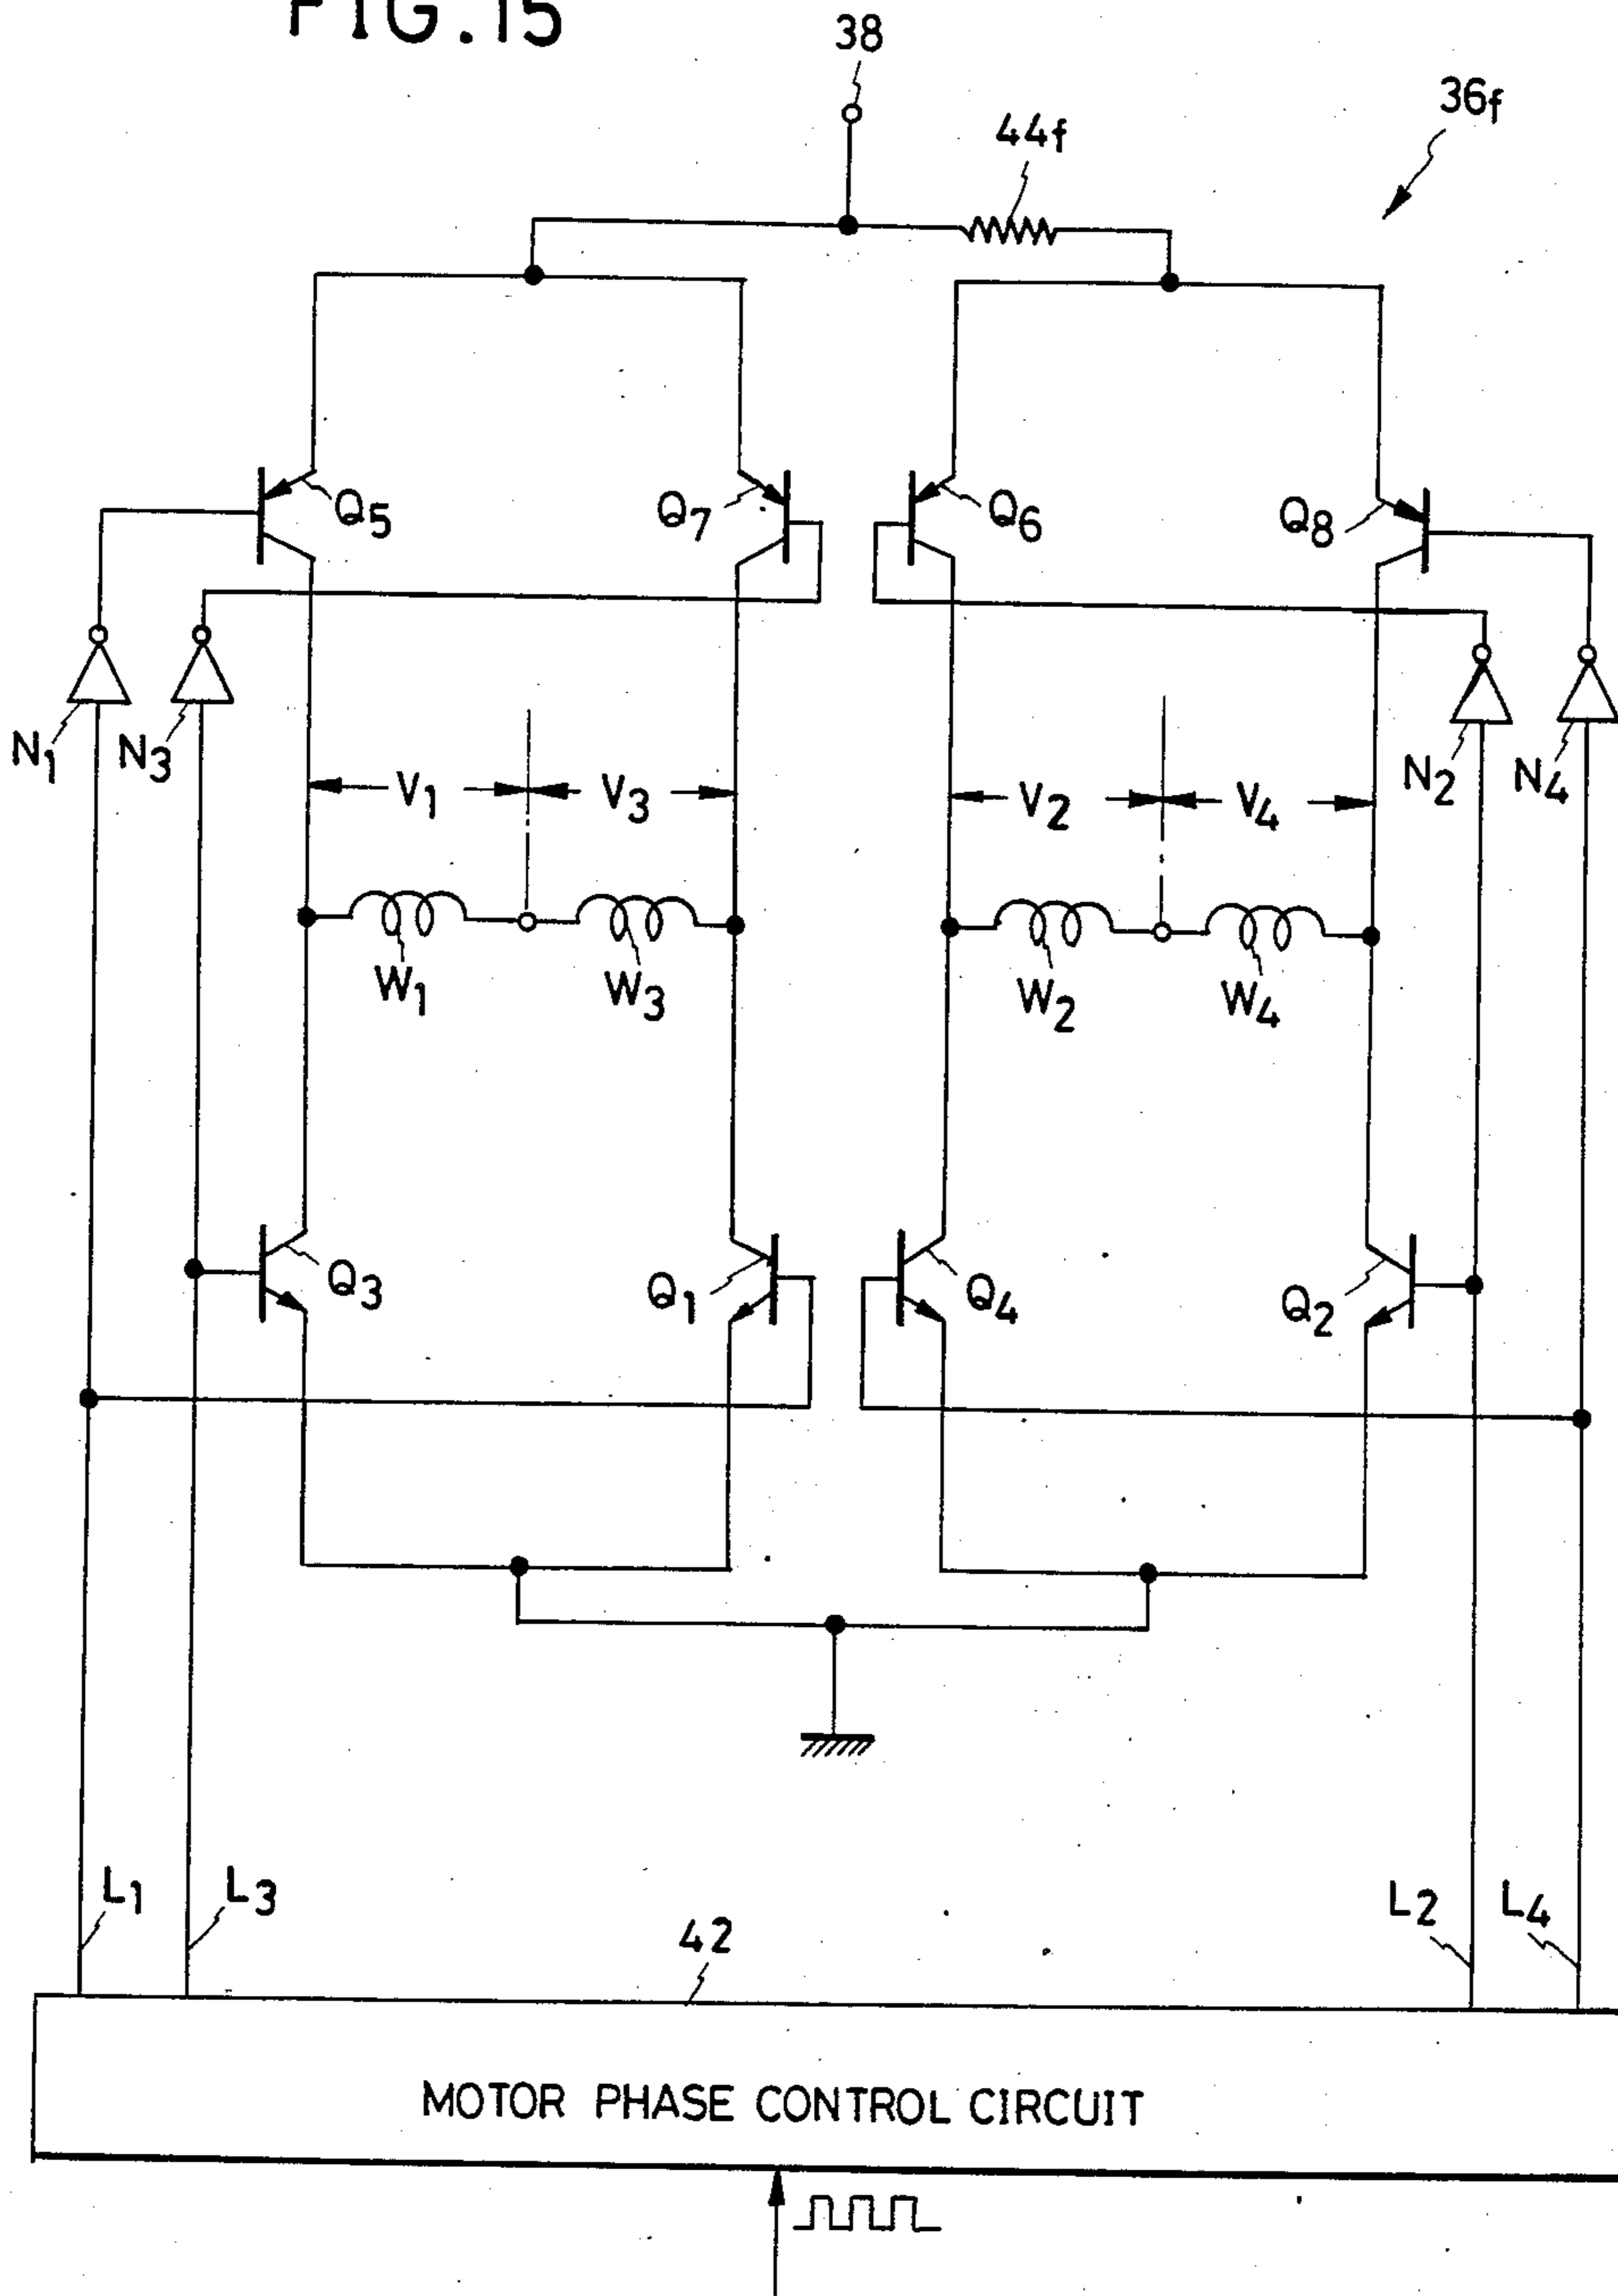 FIG.15
38
36f
44f
Q5
Q7
Q6
Q8
N1
N3
N2
N4
V1
V3
V2
V4
W1
W3
W2
W4
Q3
Q1
Q4
Q2
L1
L3
L2
L4
42
MOTOR PHASE CONTROL CIRCUIT